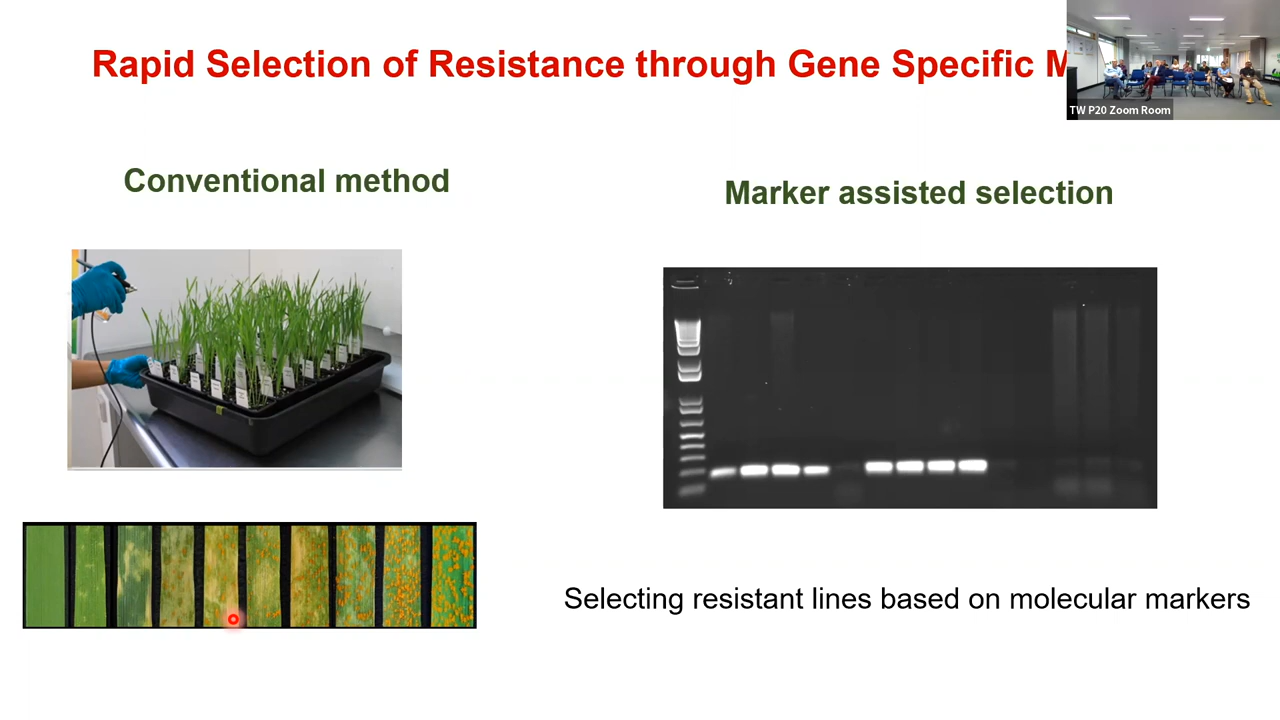 Rapid Selection of Resistance through Gene Specific M
TW P20 Zoom Room
Conventional method
Marker assisted selection
Selecting resistant lines based on molecular markers